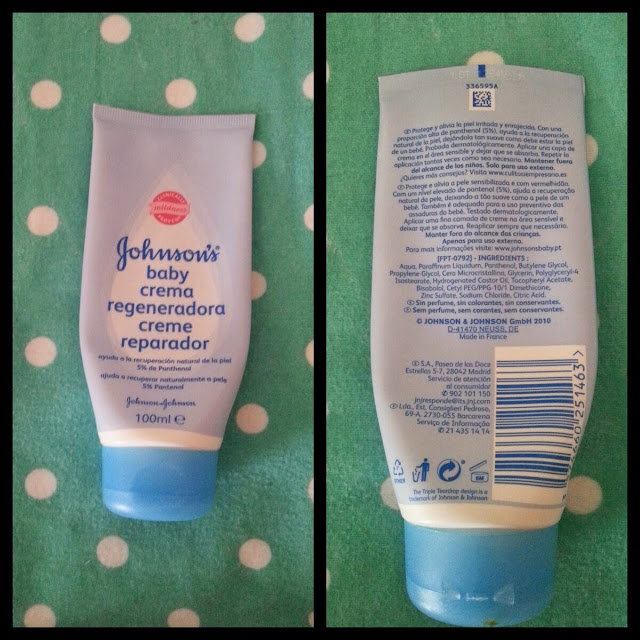 Johnson's®
baby
crema
regeneradora
creme
reparador
ayuda a la recuperación natural de la piel
5% de Panthenol
ajuda a recuperar naturalmente a pele
5% Pantenol
Johnson & Johnson
100ml e
336595A
Protege y alivia la piel irritada y enrojecida. Con una
proporción alta de panthenol (5%), ayuda a la recuperación
natural de la piel, dejándola tan suave como debe estar la piel
de un bebé. Probada dermatológicamente. Aplicar una capa de
crema en el área sensible y dejar que se absorba. Repetir la
aplicación tantas veces como sea necesario. Mantener fuera
del alcance de los niños. Solo para uso externo.
¿Quieres más consejos? Visita www.cuidalosempresano.es
Protege e alivia a pele sensibilizada e com vermelhidão.
Com um nível elevado de pantenol (5%), ajuda a recuperação
natural da pele, deixando-a tão suave como a pele de um
bebé. Também é adequado para o uso preventivo das
assaduras do bebé. Testado dermatologicamente.
Aplicar uma fina camada de creme na área sensível e
deixar que se absorva. Reaplicar sempre que necessário.
Manter fora do alcance das crianças.
Apenas para uso externo.
Para mais informações visite: www.johnsonsbaby.pt
[FPT-0792] - INGREDIENTS :
Aqua, Paraffinum Liquidum, Panthenol, Butylene Glycol,
Propylene Glycol, Cera Microcristallina, Glycerin, Polyglyceryl-4
Isostearate, Hydrogenated Castor Oil, Tocopheryl Acetate,
Bisabolol, Cetyl PEG/PPG-10/1 Dimethicone,
Zinc Sulfate, Sodium Chloride, Citric Acid.
Sin perfume, sin colorantes, sin conservantes.
Sem perfume, sem corantes, sem conservantes.
© JOHNSON & JOHNSON GmbH 2010
D-41470 NEUSS, DE
Made in France
S.A., Paseo de las Doce
Estrellas 5-7, 28042 Madrid
Servicio de atención
al consumidor
902 101 150
jnjresponde@its.jnj.com
Lda., Est. Consiglieri Pedroso,
69-A. 2730-055 Barcarena
Serviço de Informação
21 435 14 14
The Triple Teardrop design is a
trademark of Johnson & Johnson